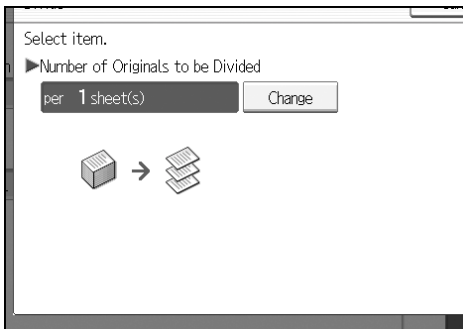 Select item.
▶Number of Originals to be Divided
per 1 sheet(s)
Change